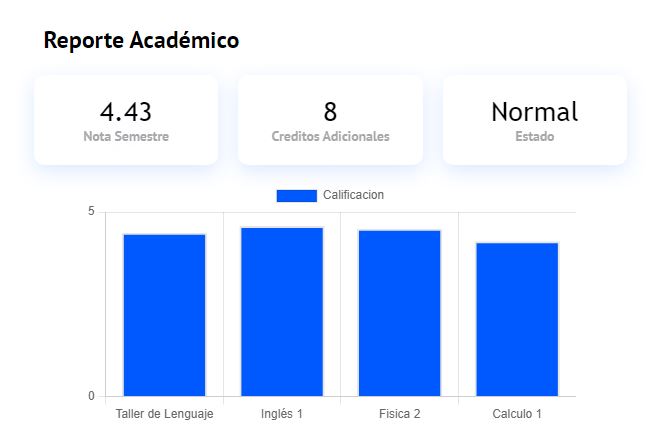 Reporte Académico
4.43
Nota Semestre
8
Creditos Adicionales
Normal
Estado
Calificacion
5
0
Taller de Lenguaje
Inglés 1
Fisica 2
Calculo 1